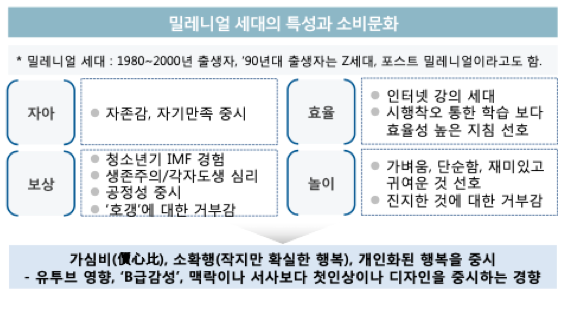 밀레니얼 세대의 특성과 소비문화
* 밀레니얼 세대 : 1980~2000년 출생자, ’90년대 출생자는 Z세대, 포스트 밀레니얼이라고도 함.
자아
자존감, 자기만족 중시
효율
인터넷 강의 세대
시행착오 통한 학습 보다
효율성 높은 지침 선호
보상
청소년기 IMF 경험
생존주의/각자도생 심리
공정성 중시
‘호갱’에 대한 거부감
놀이
가벼움, 단순함, 재미있고
귀여운 것 선호
진지한 것에 대한 거부감
가심비(價心比), 소확행(작지만 확실한 행복), 개인화된 행복을 중시
- 유투브 영향, ‘B급감성’, 맥락이나 서사보다 첫인상이나 디자인을 중시하는 경향